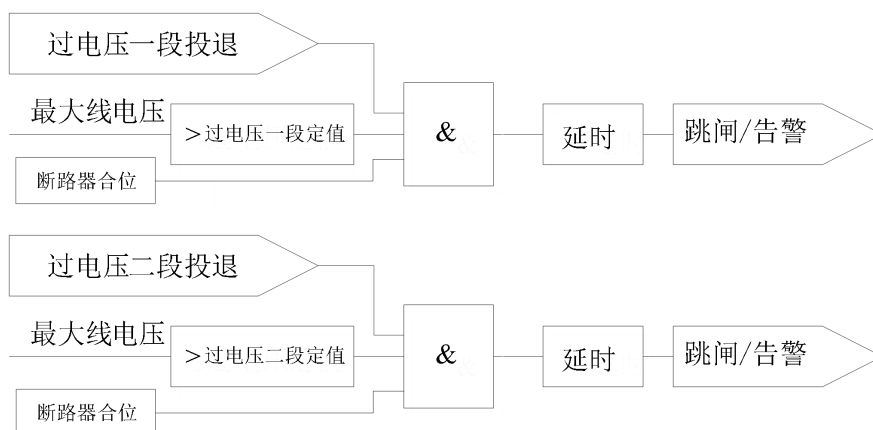 过电压一段投退
最大线电压
>过电压一段定值
断路器合位
&
延时
跳闸/告警
过电压二段投退
最大线电压
>过电压二段定值
断路器合位
&
延时
跳闸/告警